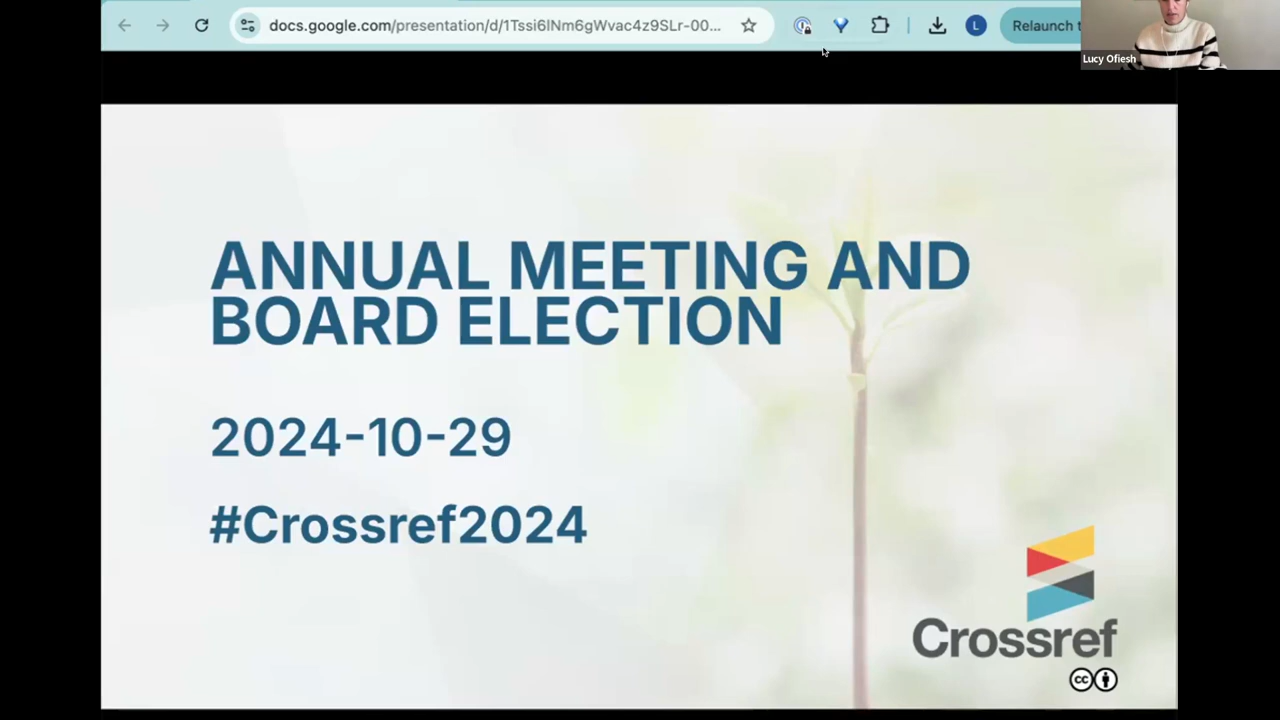 docs.google.com/presentation/d/1Tssi6lNm6gWvac4z9SLr-00...
L
Relaunch t
Lucy Ofiesh
ANNUAL MEETING AND
BOARD ELECTION
2024-10-29
#Crossref2024
Crossref
cc